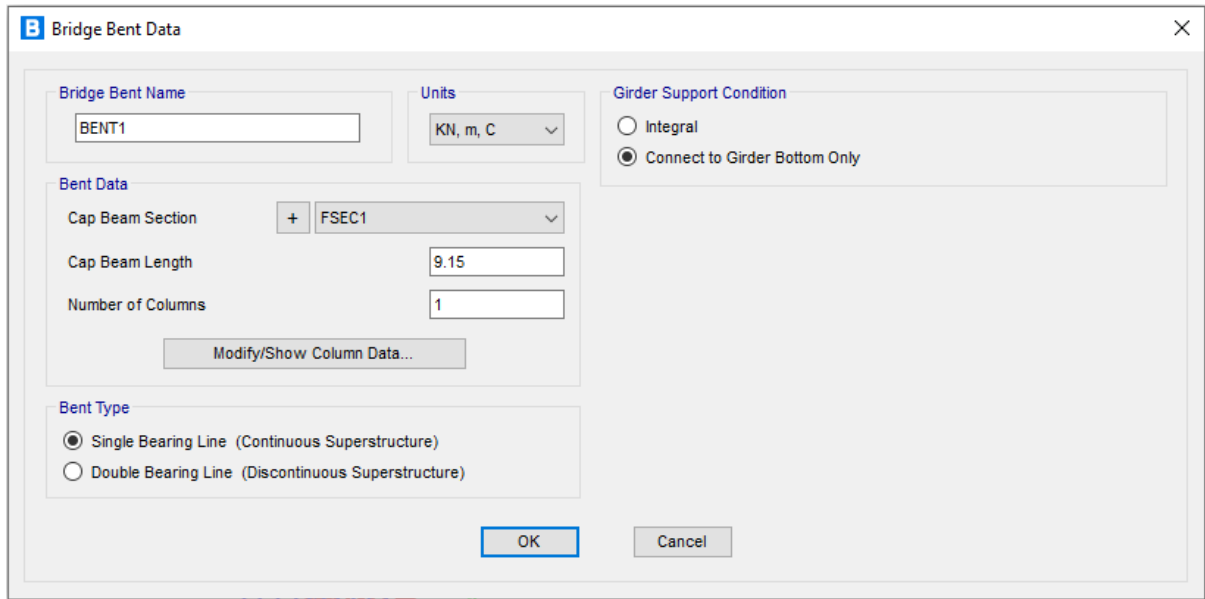 B Bridge Bent Data
Bridge Bent Name
BENT1
Units
KN, m, C
Girder Support Condition
Integral
Connect to Girder Bottom Only
Bent Data
Cap Beam Section + FSEC1
Cap Beam Length 9.15
Number of Columns 1
Modify/Show Column Data...
Bent Type
Single Bearing Line (Continuous Superstructure)
Double Bearing Line (Discontinuous Superstructure)
OK Cancel